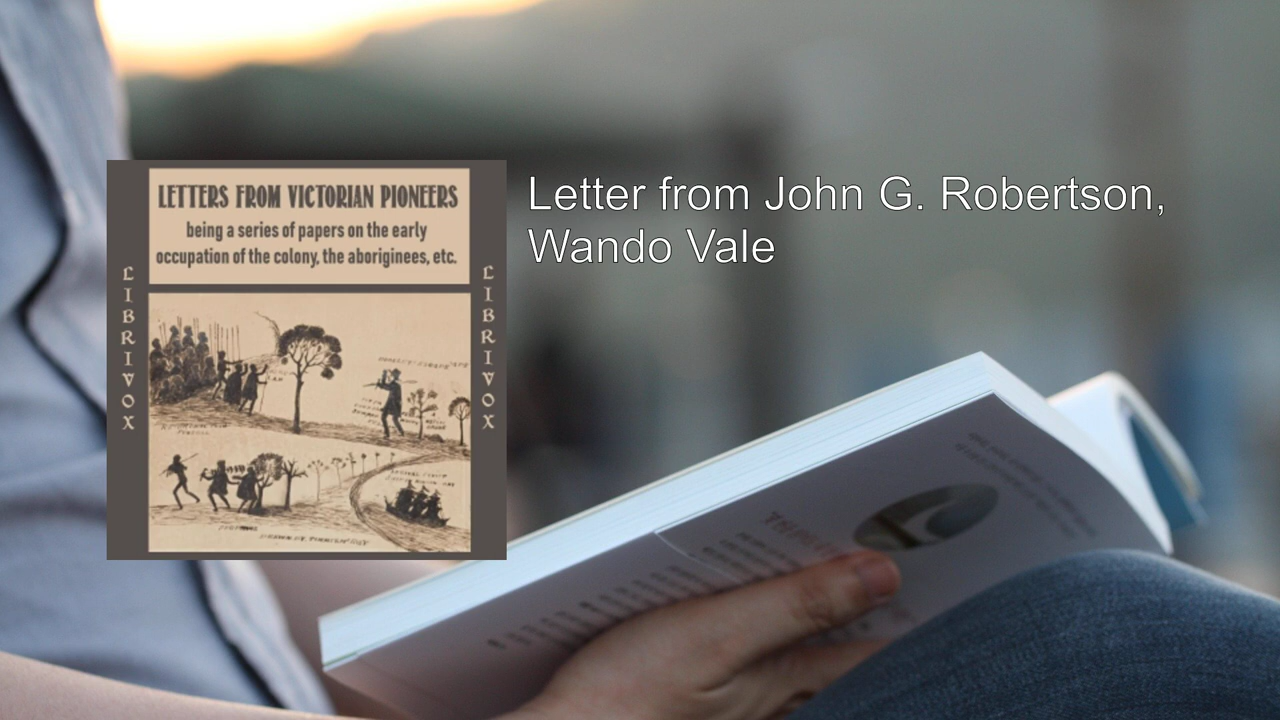 LETTERS FROM VICTORIAN PIONEERS
being a series of papers on the early
occupation of the colony, the aboriginees, etc.
LIBRIVOX
LIBRIVOX
Letter from John G. Robertson,
Wando Vale